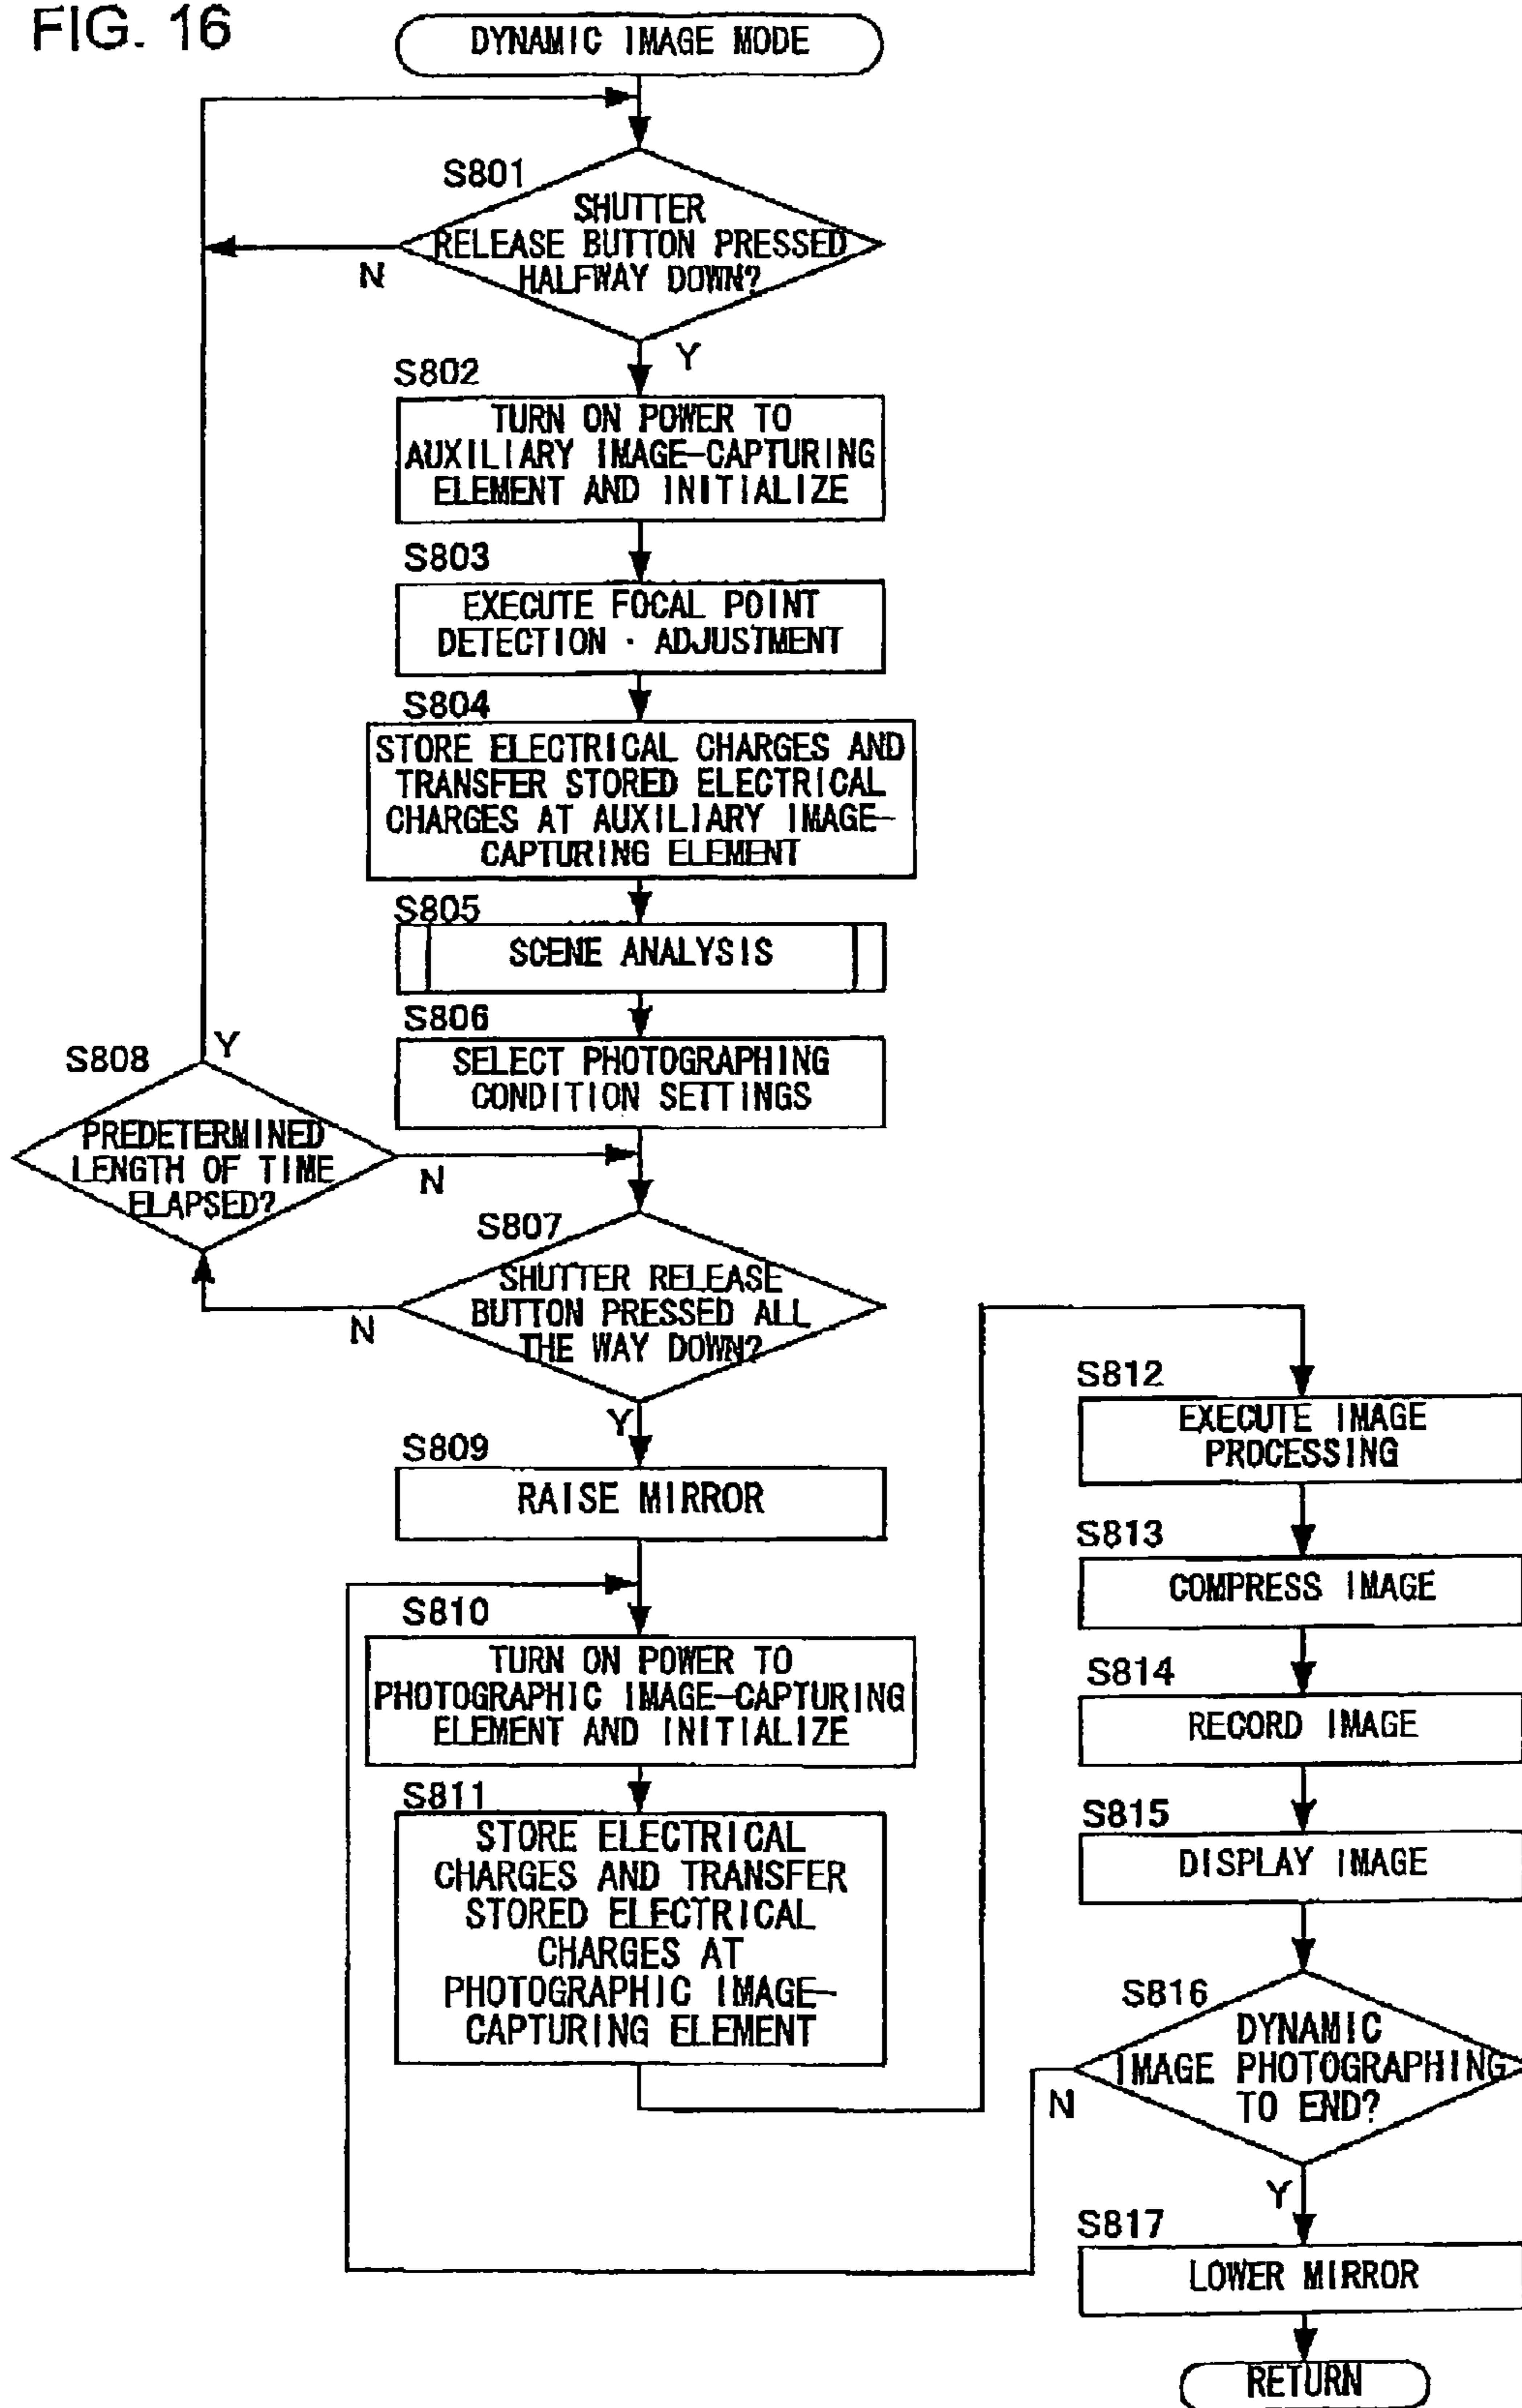 FIG. 16
DYNAMIC IMAGE MODE
S801
SHUTTER
RELEASE BUTTON PRESSED
HALFWAY DOWN?
N
Y
S802
TURN ON POWER TO
AUXILIARY IMAGE-CAPTURING
ELEMENT AND INITIALIZE
S803
EXECUTE FOCAL POINT
DETECTION · ADJUSTMENT
S804
STORE ELECTRICAL CHARGES AND
TRANSFER STORED ELECTRICAL
CHARGES AT AUXILIARY IMAGE-
CAPTURING ELEMENT
S805
SCENE ANALYSIS
S806
SELECT PHOTOGRAPHING
CONDITION SETTINGS
S808
Y
PREDETERMINED
LENGTH OF TIME
ELAPSED?
N
S807
SHUTTER RELEASE
BUTTON PRESSED ALL
THE WAY DOWN?
N
Y
S809
RAISE MIRROR
S810
TURN ON POWER TO
PHOTOGRAPHIC IMAGE-CAPTURING
ELEMENT AND INITIALIZE
S811
STORE ELECTRICAL
CHARGES AND TRANSFER
STORED ELECTRICAL
CHARGES AT
PHOTOGRAPHIC IMAGE-
CAPTURING ELEMENT
S812
EXECUTE IMAGE
PROCESSING
S813
COMPRESS IMAGE
S814
RECORD IMAGE
S815
DISPLAY IMAGE
S816
DYNAMIC
IMAGE PHOTOGRAPHING
TO END?
N
Y
S817
LOWER MIRROR
RETURN